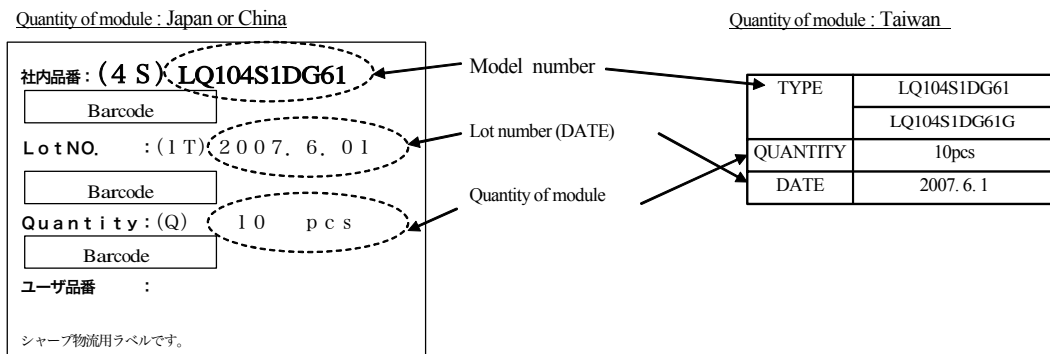 Quantity of module : Japan or China
社内品番：(4S) LQ104S1DG61
Barcode
LotNO. :(1T) 2007. 6. 01
Barcode
Quantity:(Q) 10 pcs
Barcode
ユーザ品番 :
シャープ物流用ラベルです。
Model number
Lot number (DATE)
Quantity of module
Quantity of module : Taiwan
TYPE LQ104S1DG61
LQ104S1DG61G
QUANTITY 10pcs
DATE 2007. 6. 1